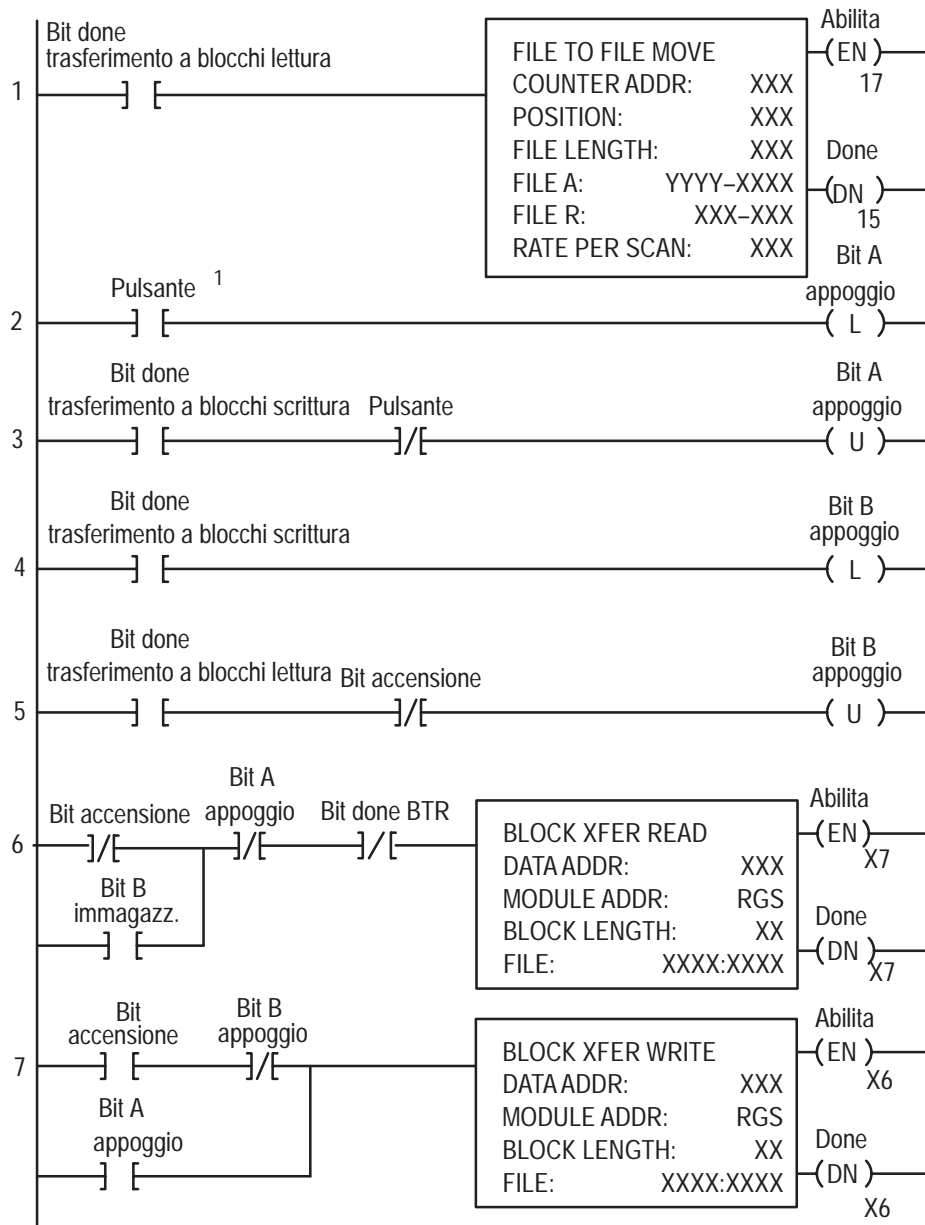 Bit done
trasferimento a blocchi lettura
1
FILE TO FILE MOVE
COUNTER ADDR: XXX
POSITION: XXX
FILE LENGTH: XXX
FILE A: YYYY–XXXX
FILE R: XXX–XXX
RATE PER SCAN: XXX
Abilita
(EN)
17
Done
(DN)
15
Pulsante 1
2
Bit A
appoggio
( L )
Bit done
trasferimento a blocchi scrittura
Pulsante
3
Bit A
appoggio
( U )
Bit done
trasferimento a blocchi scrittura
4
Bit B
appoggio
( L )
Bit done
trasferimento a blocchi lettura
Bit accensione
5
Bit B
appoggio
( U )
6
Bit accensione
Bit A
appoggio
Bit done BTR
Bit B
immagazz.
BLOCK XFER READ
DATA ADDR: XXX
MODULE ADDR: RGS
BLOCK LENGTH: XX
FILE: XXXX:XXXX
Abilita
(EN)
X7
Done
(DN)
X7
7
Bit
accensione
Bit B
appoggio
Bit A
appoggio
BLOCK XFER WRITE
DATA ADDR: XXX
MODULE ADDR: RGS
BLOCK LENGTH: XX
FILE: XXXX:XXXX
Abilita
(EN)
X6
Done
(DN)
X6